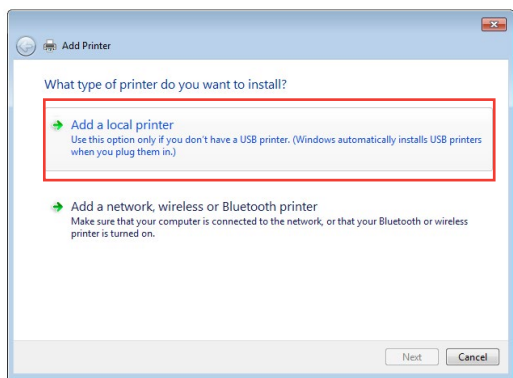 Add Printer
What type of printer do you want to install?
Add a local printer
Use this option only if you don't have a USB printer. (Windows automatically installs USB printers
when you plug them in.)
Add a network, wireless or Bluetooth printer
Make sure that your computer is connected to the network, or that your Bluetooth or wireless
printer is turned on.
Next Cancel